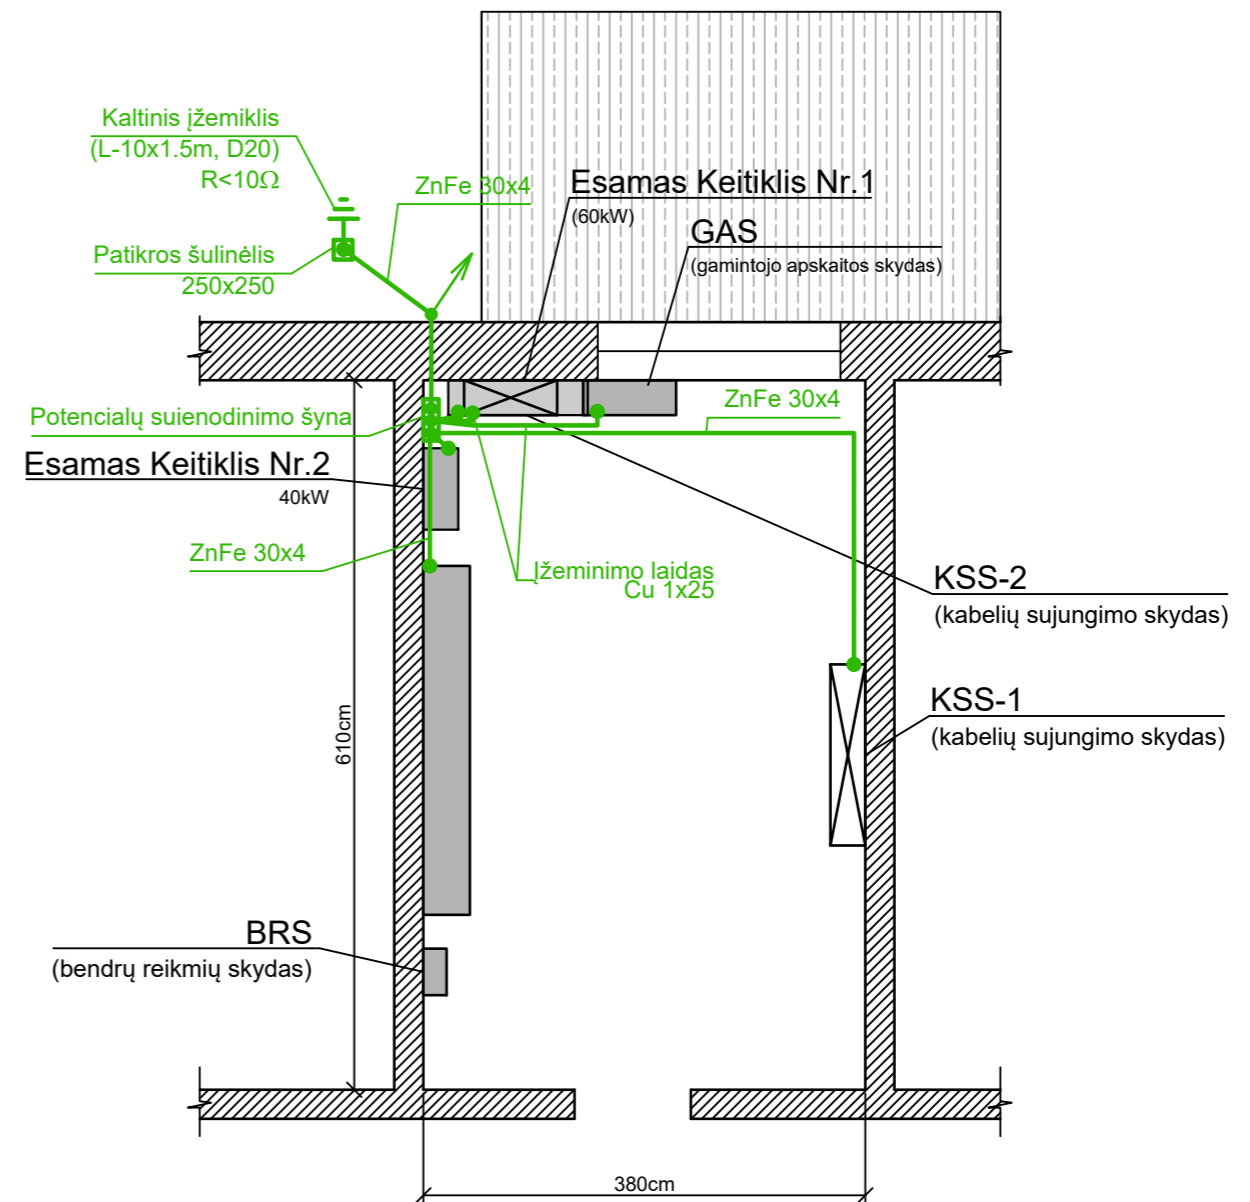 Kaltinis įžemiklis
(L-10x1.5m, D20)
R<10Ω
ZnFe 30x4
Esamas Keitiklis Nr.1
(60kW)
GAS
(gamintojo apskaitos skydas)
Patikros šulinėlis
250x250
Potencialų suienodinimo šyna
ZnFe 30x4
Esamas Keitiklis Nr.2
40kW
ZnFe 30x4
Įžeminimo laidas
Cu 1x25
KSS-2
(kabelių sujungimo skydas)
KSS-1
(kabelių sujungimo skydas)
610cm
BRS
(bendrų reikmių skydas)
380cm